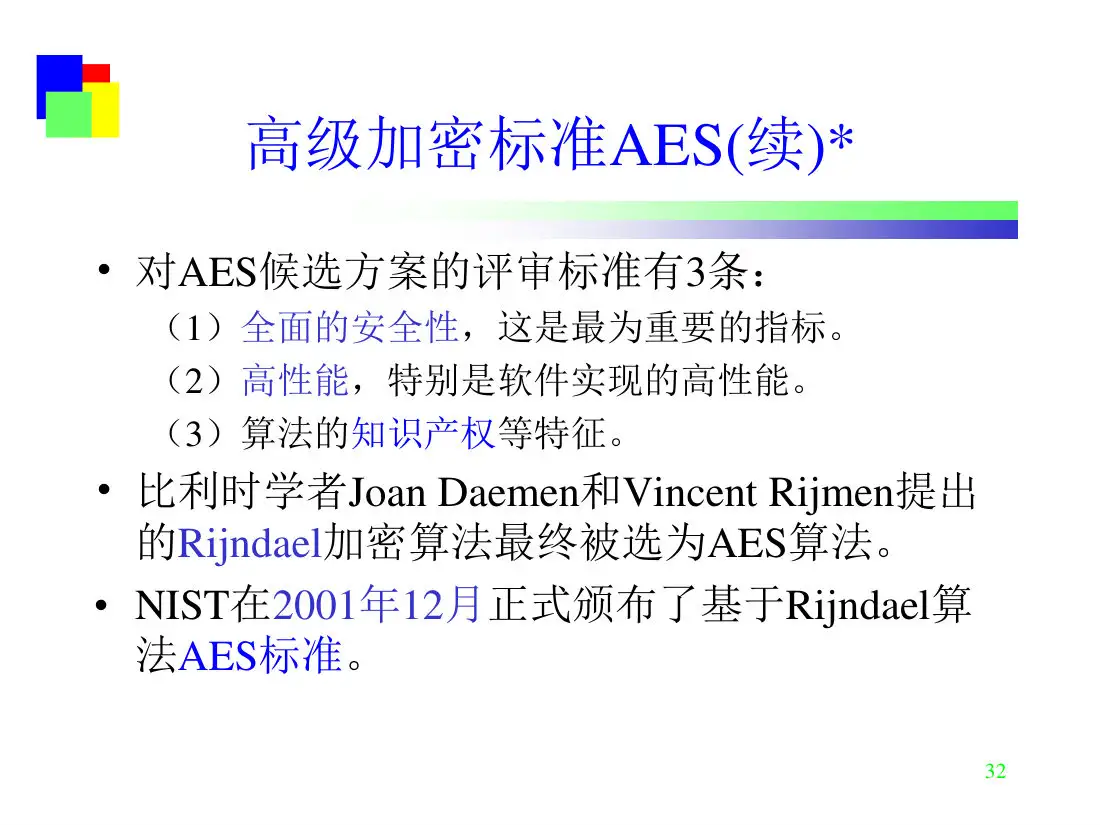 高级加密标准AES(续)*
• 对AES候选方案的评审标准有3条：
（1）全面的安全性，这是最为重要的指标。
（2）高性能，特别是软件实现的高性能。
（3）算法的知识产权等特征。
• 比利时学者Joan Daemen和Vincent Rijmen提出
的Rijndael加密算法最终被选为AES算法。
• NIST在2001年12月正式颁布了基于Rijndael算
法AES标准。
32